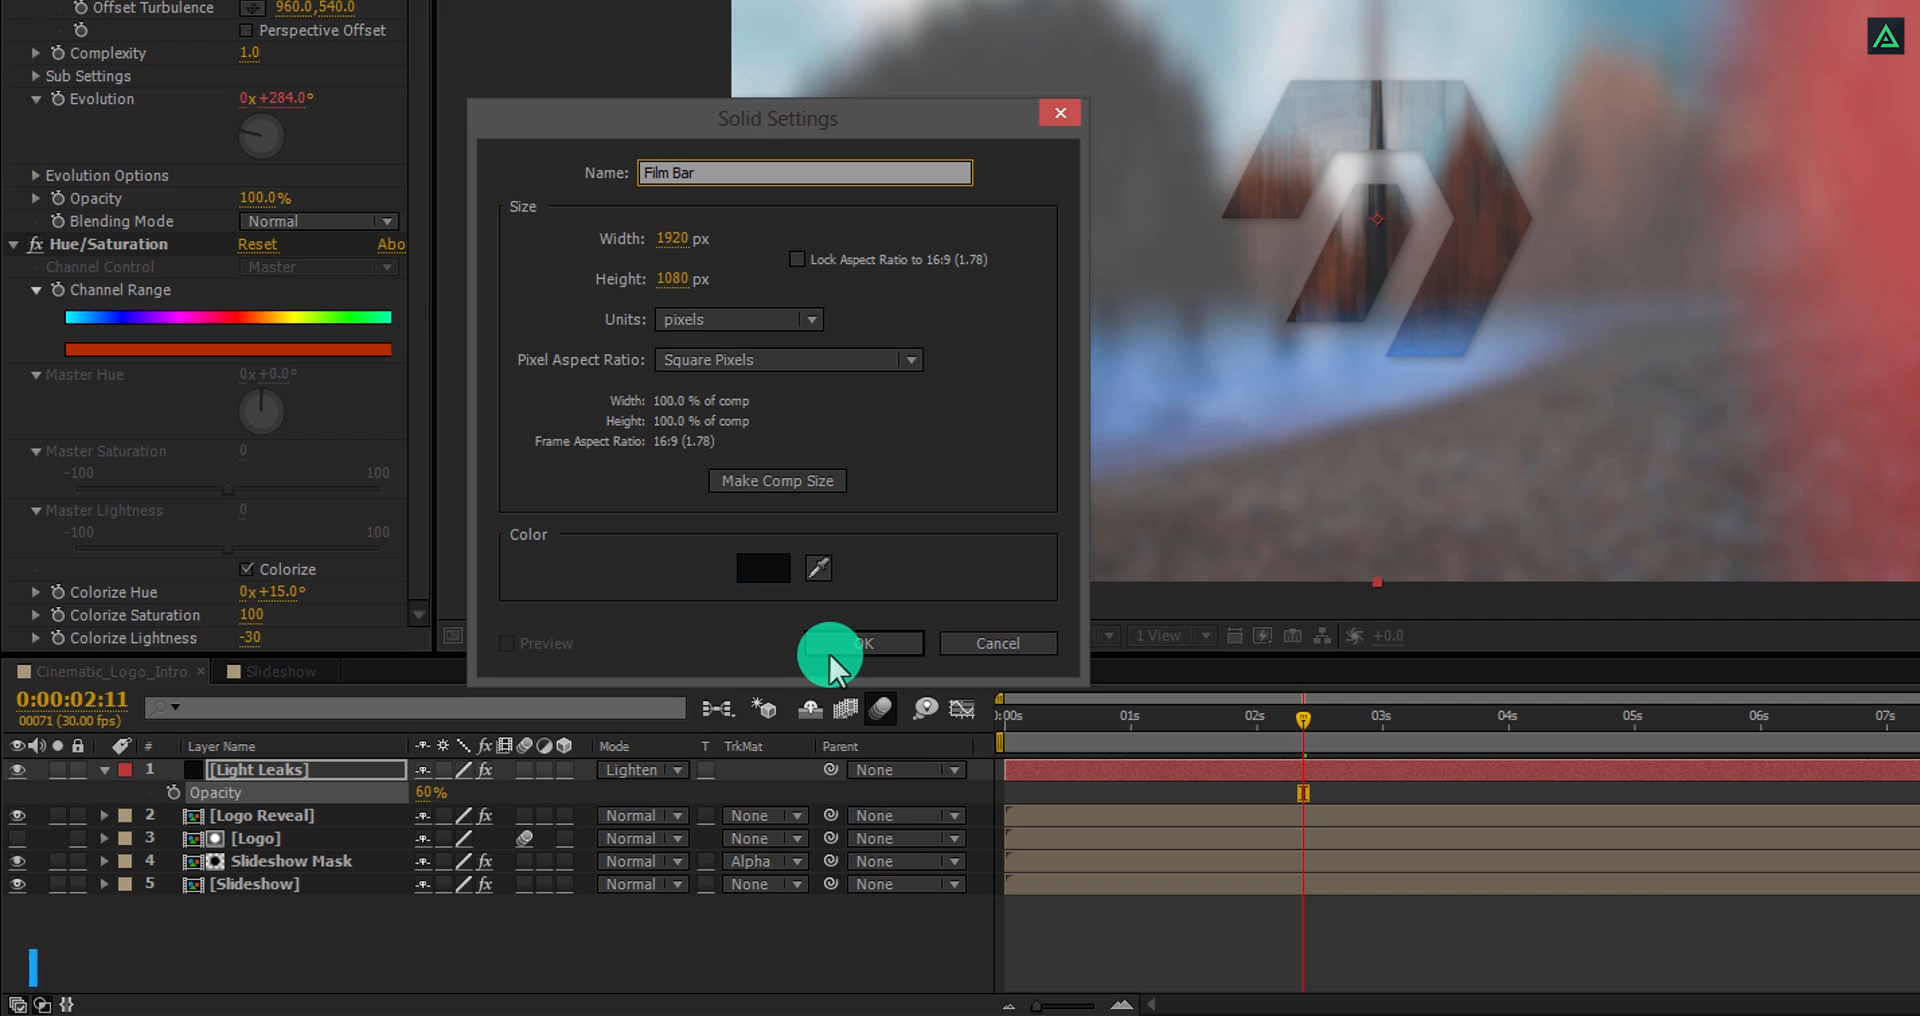 Offset Turbulence 960.0,540.0
Perspective Offset
Complexity 1.0
Sub Settings
Evolution 0x+284.0°
Evolution Options
Opacity 100.0%
Blending Mode Normal
fx Hue/Saturation Reset Abo
Channel Control Master
Channel Range
Master Hue 0x+0.0°
Master Saturation 0
-100 100
Master Lightness 0
-100 100
Colorize
Colorize Hue 0x+15.0°
Colorize Saturation 100
Colorize Lightness -30
Solid Settings
Name: Film Bar
Size
Width: 1920 px
Lock Aspect Ratio to 16:9 (1.78)
Height: 1080 px
Units: pixels
Pixel Aspect Ratio: Square Pixels
Width: 100.0 % of comp
Height: 100.0 % of comp
Frame Aspect Ratio: 16:9 (1.78)
Make Comp Size
Color
Preview OK Cancel
1 View +0.0
Cinematic_Logo_Intro × Slideshow
0:00:02:11
00071 (30.00 fps)
:00s 01s 02s 03s 04s 05s 06s 07s
# Layer Name fx Mode T TrkMat Parent
1 [Light Leaks] fx Lighten None
Opacity 60%
2 [Logo Reveal] fx Normal None None
3 [Logo] Normal None None
4 Slideshow Mask fx Normal Alpha None
5 [Slideshow] fx Normal None None